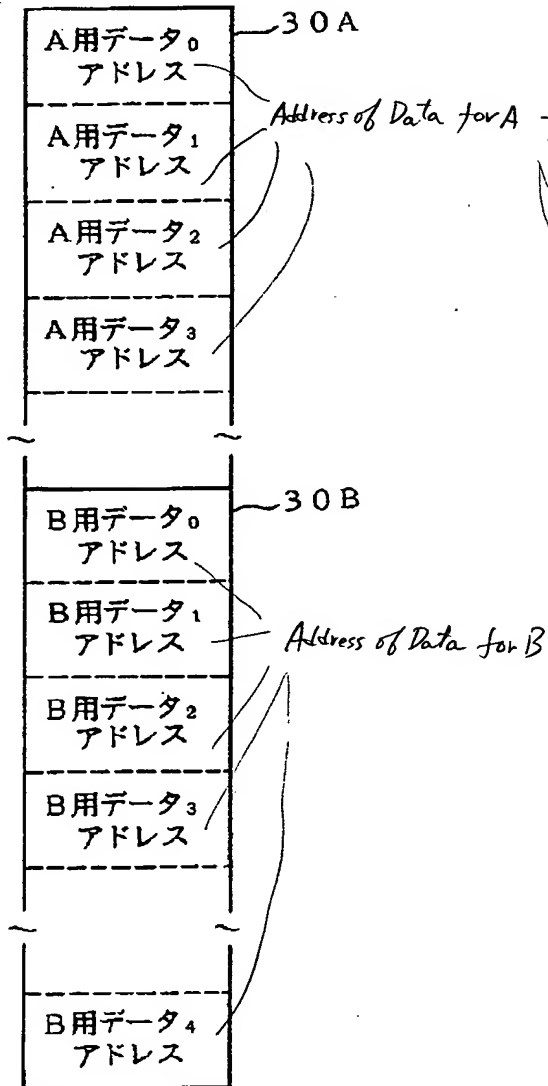 A用データ₀
アドレス
30A
A用データ₁
アドレス
Address of Data for A -
A用データ₂
アドレス
A用データ₃
アドレス
B用データ₀
アドレス
30B
B用データ₁
アドレス
Address of Data for B
B用データ₂
アドレス
B用データ₃
アドレス
B用データ₄
アドレス